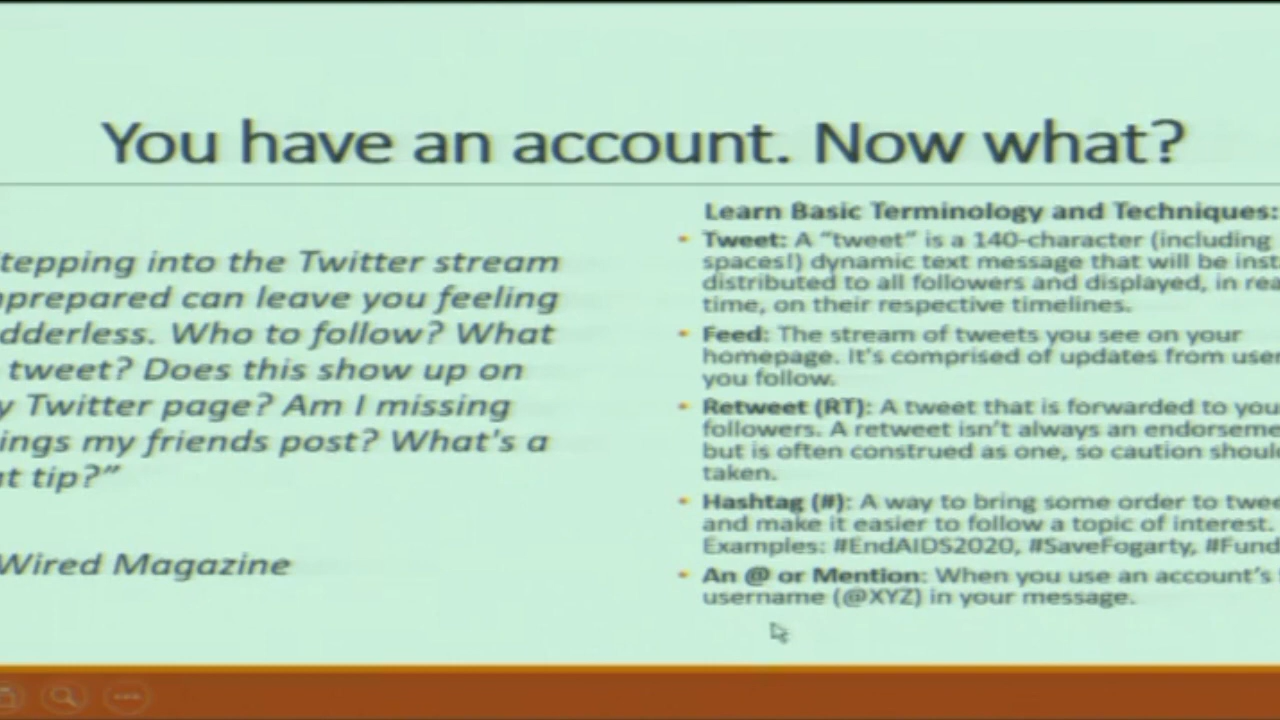 You have an account. Now what?
tepping into the Twitter stream
prepared can leave you feeling
dderless. Who to follow? What
tweet? Does this show up on
y Twitter page? Am I missing
ings my friends post? What's a
at tip?”
Wired Magazine
Learn Basic Terminology and Techniques:
• Tweet: A “tweet” is a 140-character (including
spaces!) dynamic text message that will be inst
distributed to all followers and displayed, in rea
time, on their respective timelines.
• Feed: The stream of tweets you see on your
homepage. It's comprised of updates from user
you follow.
• Retweet (RT): A tweet that is forwarded to you
followers. A retweet isn't always an endorseme
but is often construed as one, so caution shoul
taken.
• Hashtag (#): A way to bring some order to twee
and make it easier to follow a topic of interest.
Examples: #EndAIDS2020, #SaveFogarty, #Fund
• An @ or Mention: When you use an account's
username (@XYZ) in your message.